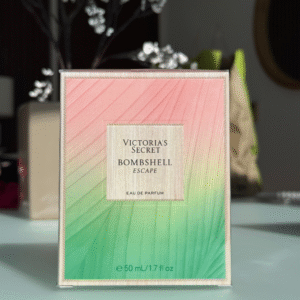 VICTORIA'S
SECRET
BOMBSHELL
ESCAPE
EAU DE PARFUM
℮50 mL/1.7 fl oz